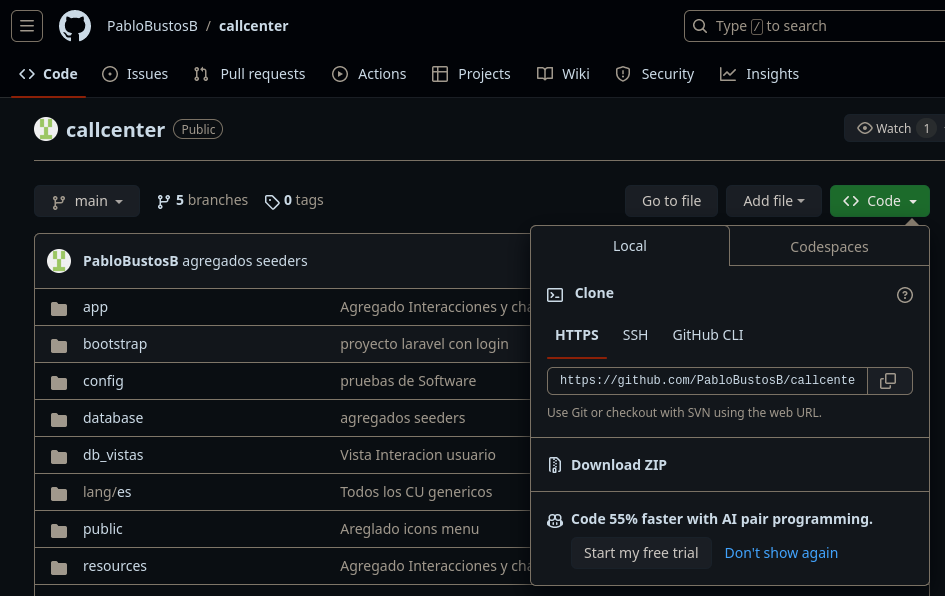 PabloBustosB / callcenter
Type / to search
Code Issues Pull requests Actions Projects Wiki Security Insights
callcenter Public
Watch 1
main 5 branches 0 tags
Go to file Add file Code
PabloBustosB agregados seeders
app Agregado Interacciones y cha
bootstrap proyecto laravel con login
config pruebas de Software
database agregados seeders
db_vistas Vista Interacion usuario
lang/es Todos los CU genericos
public Areglado icons menu
resources Agregado Interacciones y cha
Local Codespaces
Clone
HTTPS SSH GitHub CLI
https://github.com/PabloBustosB/callcente
Use Git or checkout with SVN using the web URL.
Download ZIP
Code 55% faster with AI pair programming.
Start my free trial Don't show again